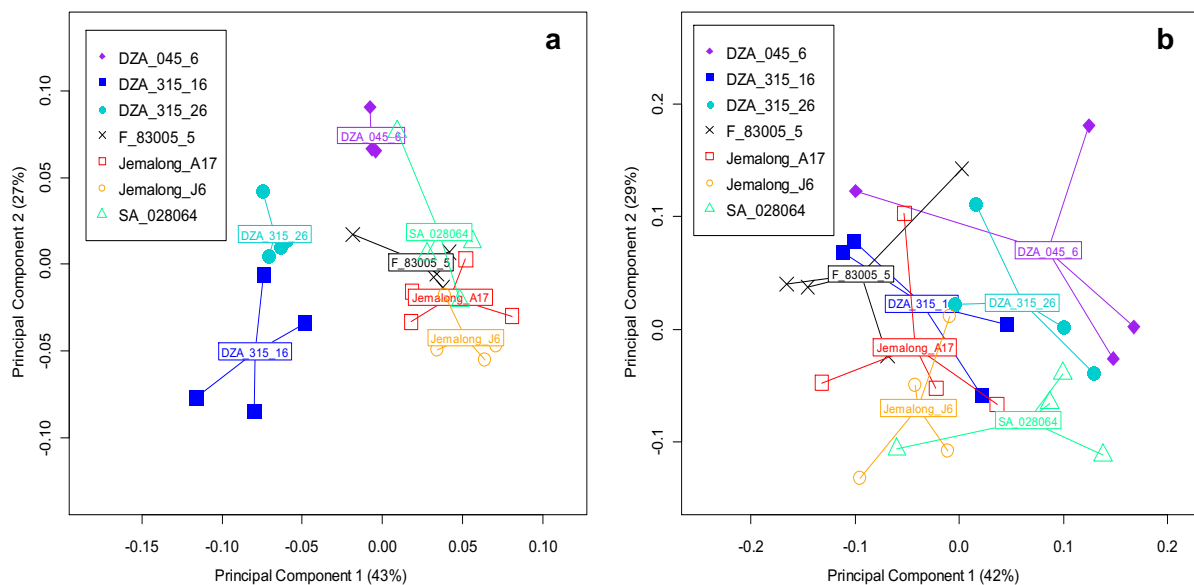 a
DZA_045_6
DZA_315_16
DZA_315_26
F_83005_5
Jemalong_A17
Jemalong_J6
SA_028064
DZA_045_6
DZA_315_26
SA_028064
F_83005_5
Jemalong_A17
Jemalong_J6
DZA_315_16
Principal Component 2 (27%)
0.10
0.05
0.00
-0.05
-0.10
-0.15 -0.10 -0.05 0.00 0.05 0.10
Principal Component 1 (43%)
b
DZA_045_6
DZA_315_16
DZA_315_26
F_83005_5
Jemalong_A17
Jemalong_J6
SA_028064
DZA_045_6
F_83005_5
DZA_315_1
DZA_315_26
Jemalong_A17
Jemalong_J6
SA_028064
Principal Component 2 (29%)
0.2
0.1
0.0
-0.1
-0.2 -0.1 0.0 0.1 0.2
Principal Component 1 (42%)